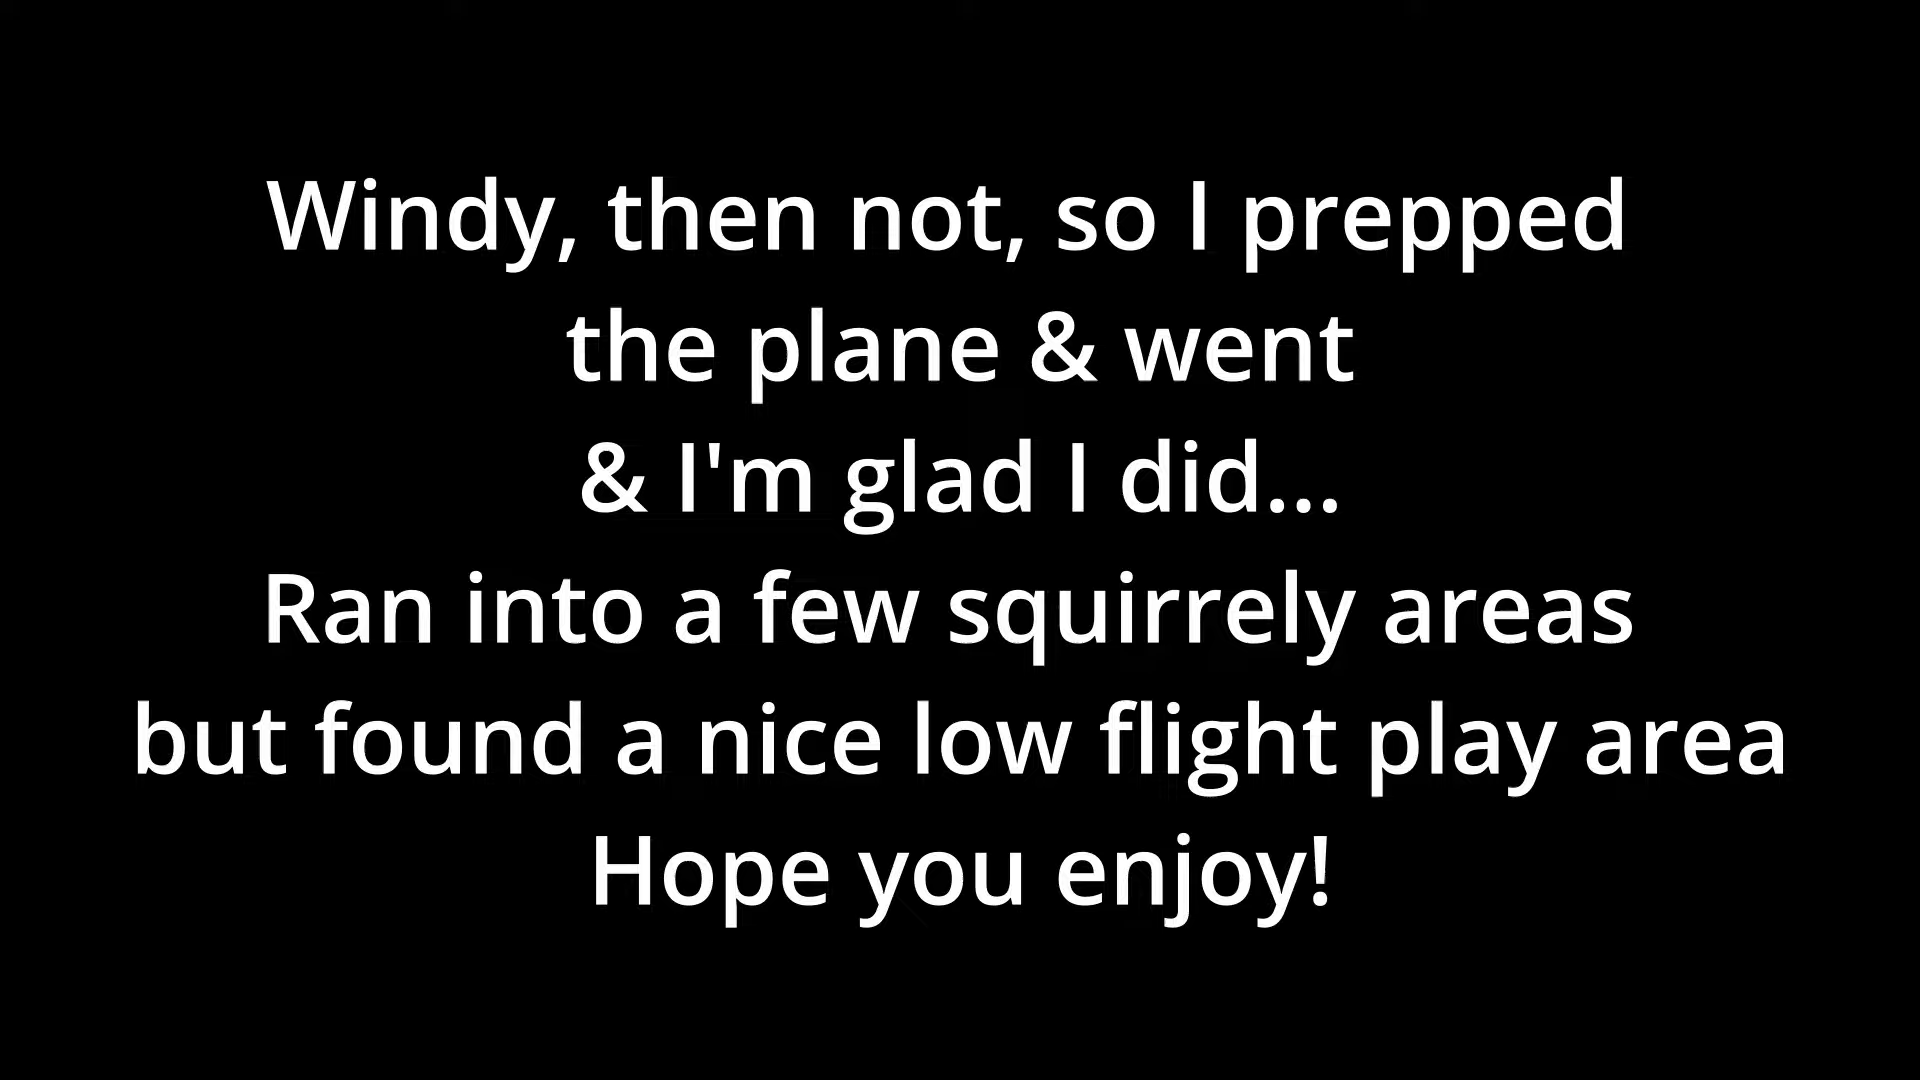 Windy, then not, so I prepped
the plane & went
& I'm glad I did...
Ran into a few squirrely areas
but found a nice low flight play area
Hope you enjoy!